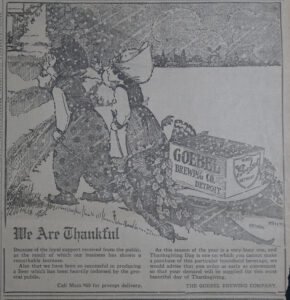 GOEBEL
BREWING CO.
DETROIT
We Are Thankful
Because of the loyal support received from the public,
as the result of which our business has shown a
remarkable increase.
Also that we have been so successful in producing
a Beer which has been heartily indorsed by the gen-
eral public.
Call Main for prompt delivery.
As this season of the year is a very busy one, and
Thanksgiving Day is one on which you cannot make
a purchase of this particular household beverage, we
would advise that you order as early as convenient
so that your demand will be supplied for this most
beautiful day of Thanksgiving.
THE GOEBEL BREWING COMPANY.